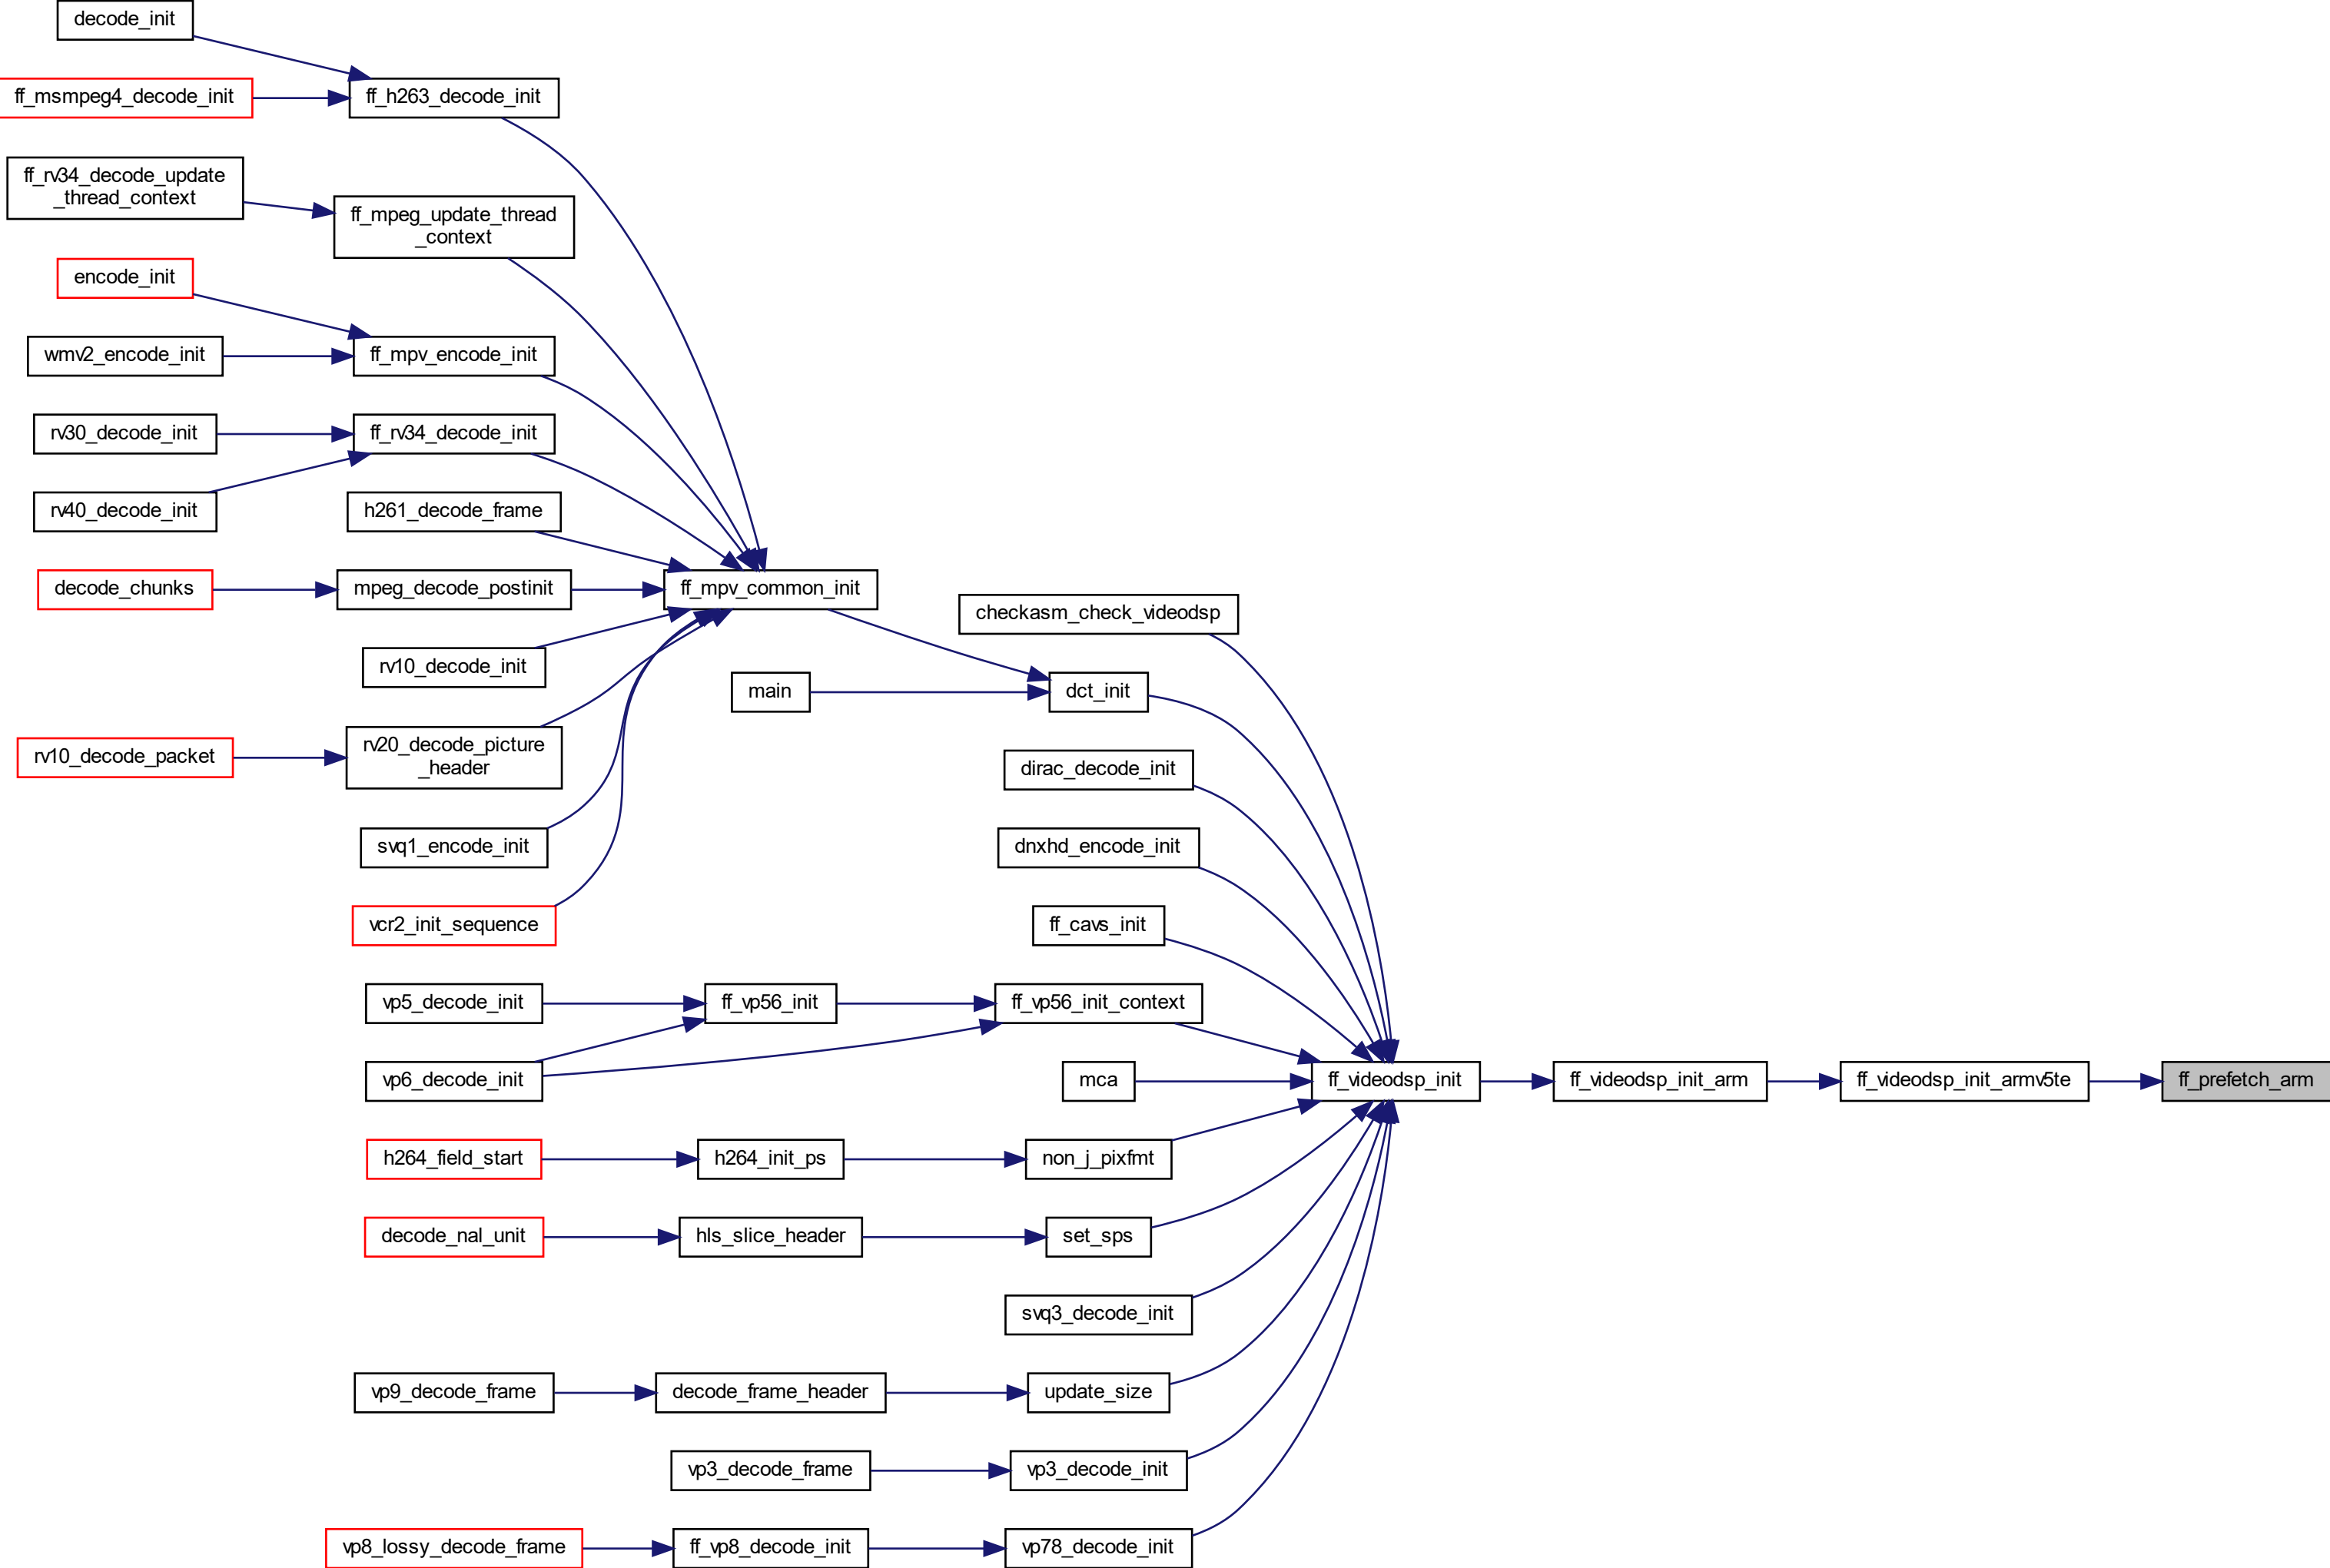 decode_init
ff_msmpeg4_decode_init
ff_h263_decode_init
ff_rv34_decode_update
_thread_context
ff_mpeg_update_thread
_context
encode_init
wmv2_encode_init
ff_mpv_encode_init
rv30_decode_init
ff_rv34_decode_init
rv40_decode_init
h261_decode_frame
decode_chunks
mpeg_decode_postinit
ff_mpv_common_init
checkasm_check_videodsp
rv10_decode_init
main
dct_init
rv10_decode_packet
rv20_decode_picture
_header
dirac_decode_init
svq1_encode_init
dnxhd_encode_init
vcr2_init_sequence
ff_cavs_init
vp5_decode_init
ff_vp56_init
ff_vp56_init_context
vp6_decode_init
mca
ff_videodsp_init
ff_videodsp_init_arm
ff_videodsp_init_armv5te
ff_prefetch_arm
h264_field_start
h264_init_ps
non_j_pixfmt
decode_nal_unit
hls_slice_header
set_sps
svq3_decode_init
vp9_decode_frame
decode_frame_header
update_size
vp3_decode_frame
vp3_decode_init
vp8_lossy_decode_frame
ff_vp8_decode_init
vp78_decode_init